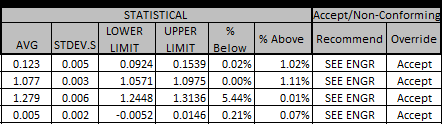 STATISTICAL Accept/Non-Conforming
AVG STDEV.S LOWER LIMIT UPPER LIMIT % Below % Above Recommend Override
0.123 0.005 0.0924 0.1539 0.02% 1.02% SEE ENGR Accept
1.077 0.003 1.0571 1.0975 0.00% 1.11% SEE ENGR Accept
1.279 0.006 1.2448 1.3136 5.44% 0.01% SEE ENGR Accept
0.005 0.002 -0.0052 0.0146 0.21% 0.07% SEE ENGR Accept